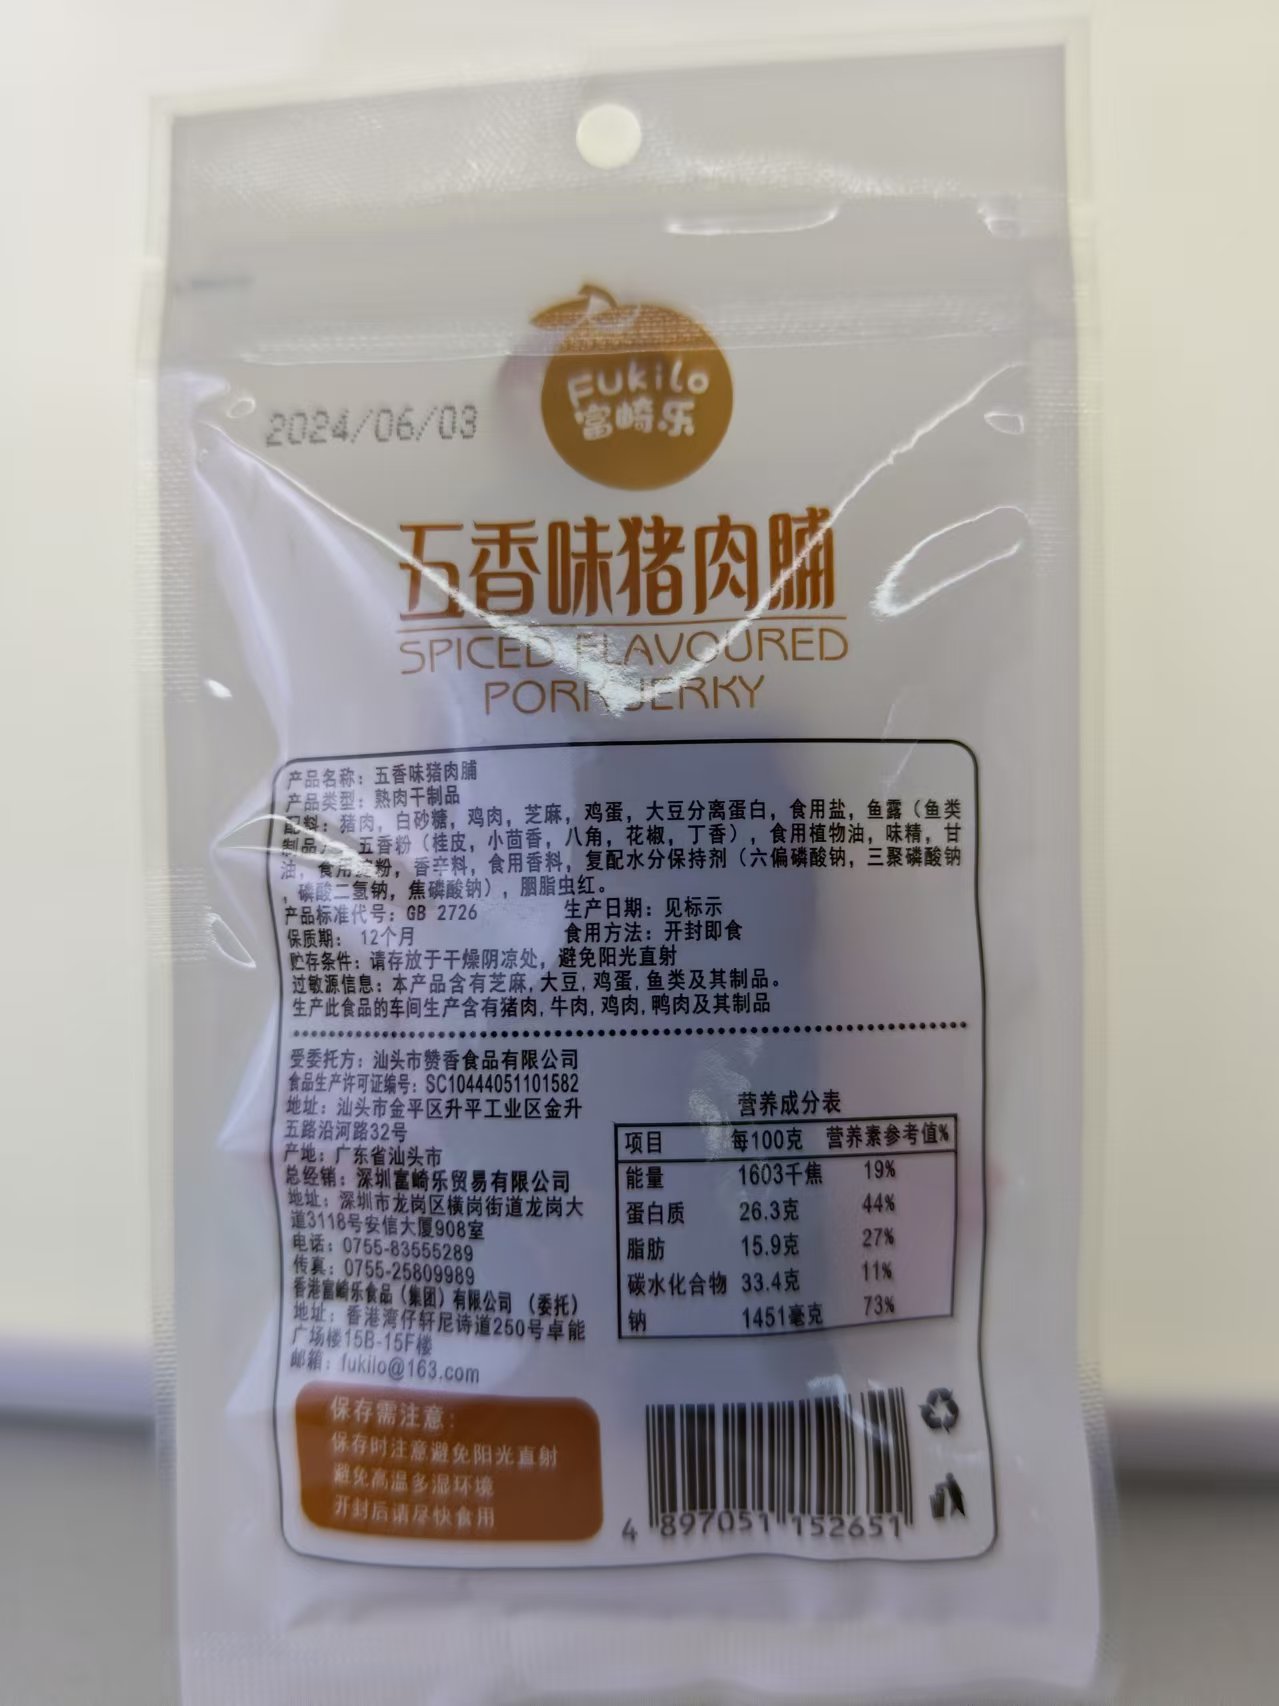 2024/06/03
Fukilo
富崎乐
五香味猪肉脯
SPICED FLAVOURED
PORK JERKY
产品名称：五香味猪肉脯
产品类型：熟肉干制品
配料：猪肉，白砂糖，鸡肉，芝麻，鸡蛋，大豆分离蛋白，食用盐，鱼露（鱼类
制品），五香粉（桂皮，小茴香，八角，花椒，丁香），食用植物油，味精，甘
油，食用淀粉，香辛料，食用香料，复配水分保持剂（六偏磷酸钠，三聚磷酸钠
，磷酸二氢钠，焦磷酸钠），胭脂虫红。
产品标准代号：GB 2726 生产日期：见标示
保质期： 12个月 食用方法：开封即食
贮存条件：请存放于干燥阴凉处，避免阳光直射
过敏源信息：本产品含有芝麻,大豆,鸡蛋,鱼类及其制品。
生产此食品的车间生产含有猪肉,牛肉,鸡肉,鸭肉及其制品
受委托方：汕头市赞香食品有限公司
食品生产许可证编号：SC10444051101582
地址：汕头市金平区升平工业区金升
五路沿河路32号
产地：广东省汕头市
总经销：深圳富崎乐贸易有限公司
地址：深圳市龙岗区横岗街道龙岗大
道3118号安信大厦908室
电话：0755-83555289
传真：0755-25809989
香港富崎乐食品（集团）有限公司 （委托）
地址：香港湾仔轩尼诗道250号卓能
广场楼15B-15F楼
邮箱：fukilo@163.com
营养成分表
项目 每100克 营养素参考值%
能量 1603千焦 19%
蛋白质 26.3克 44%
脂肪 15.9克 27%
碳水化合物 33.4克 11%
钠 1451毫克 73%
保存需注意：
保存时注意避免阳光直射
避免高温多湿环境
开封后请尽快食用
4 897051 152651